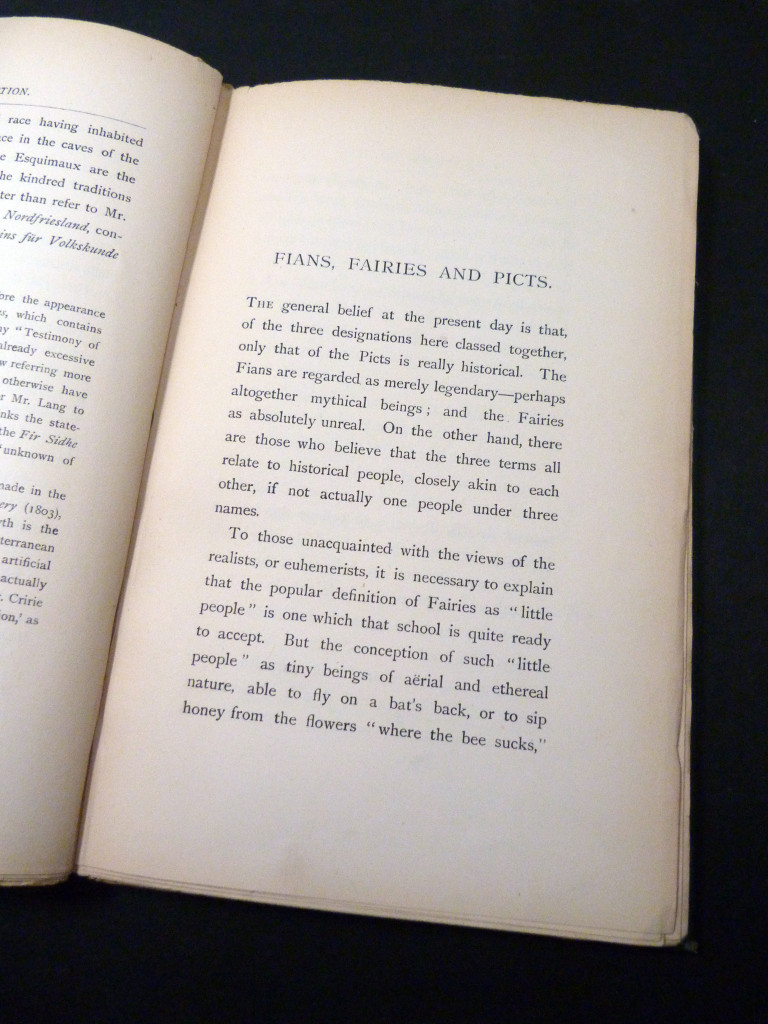 TION.
race having inhabited
ce in the caves of the
e Esquimaux are the
he kindred traditions
ter than refer to Mr.
Nordfriesland, con-
ins für Volkskunde
ore the appearance
s, which contains
ny "Testimony of
already excessive
w referring more
otherwise have
r Mr. Lang to
nks the state-
the Fir Sidhe
"unknown of
made in the
ery (1803),
rth is the
terranean
artificial
actually
. Cririe
ion,' as
FIANS, FAIRIES AND PICTS.
THE general belief at the present day is that,
of the three designations here classed together,
only that of the Picts is really historical. The
Fians are regarded as merely legendary—perhaps
altogether mythical beings; and the Fairies
as absolutely unreal. On the other hand, there
are those who believe that the three terms all
relate to historical people, closely akin to each
other, if not actually one people under three
names.
To those unacquainted with the views of the
realists, or euhemerists, it is necessary to explain
that the popular definition of Fairies as "little
people" is one which that school is quite ready
to accept. But the conception of such "little
people" as tiny beings of aërial and ethereal
nature, able to fly on a bat's back, or to sip
honey from the flowers "where the bee sucks,"